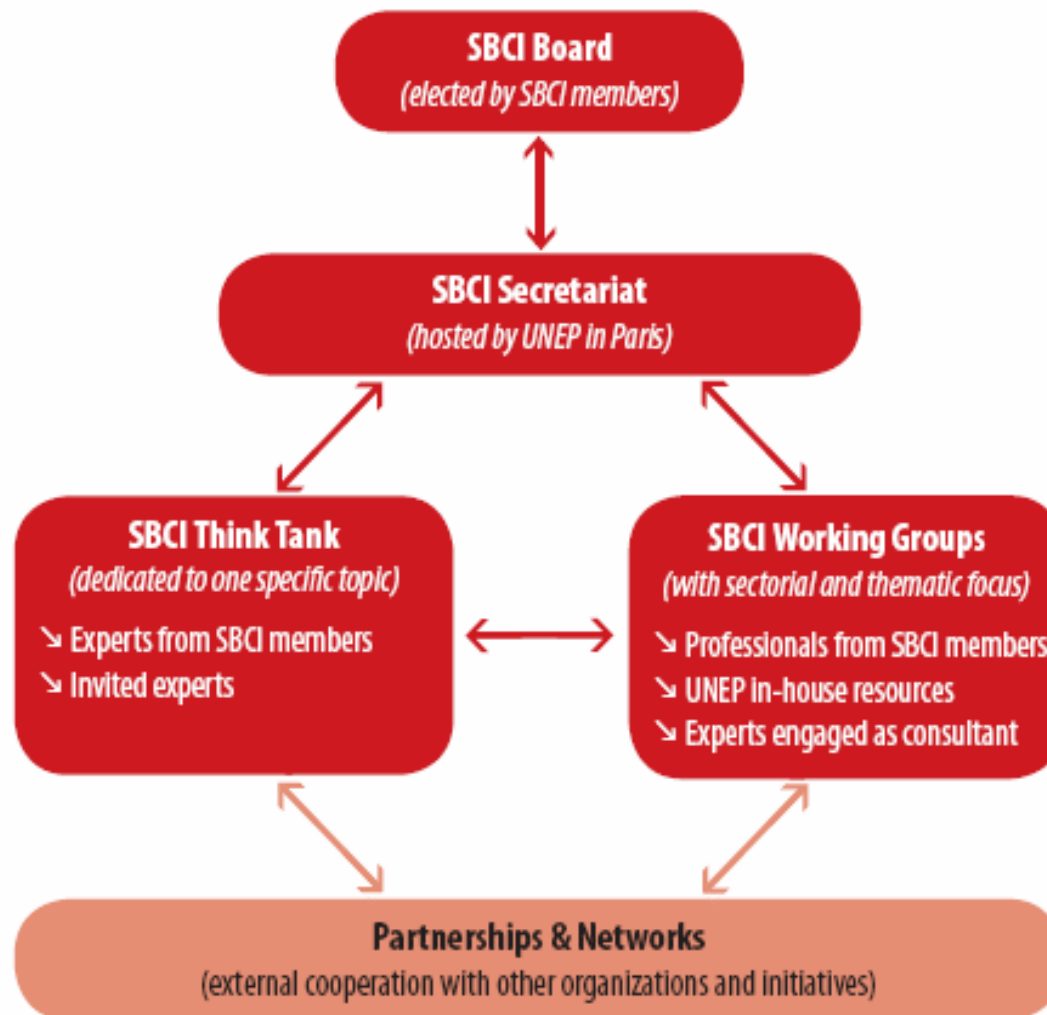 SBCI Board
(elected by SBCI members)
SBCI Secretariat
(hosted by UNEP in Paris)
SBCI Think Tank
(dedicated to one specific topic)
↘ Experts from SBCI members
↘ Invited experts
SBCI Working Groups
(with sectorial and thematic focus)
↘ Professionals from SBCI members
↘ UNEP in-house resources
↘ Experts engaged as consultant
Partnerships & Networks
(external cooperation with other organizations and initiatives)